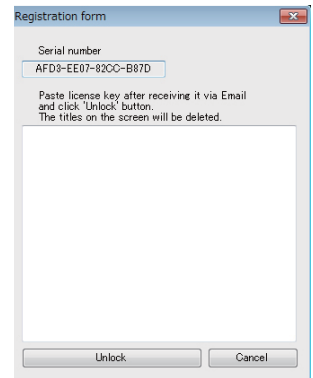 Registration form
Serial number
AFD3-EE07-82CC-B87D
Paste license key after receiving it via Email
and click 'Unlock' button.
The titles on the screen will be deleted.
Unlock
Cancel